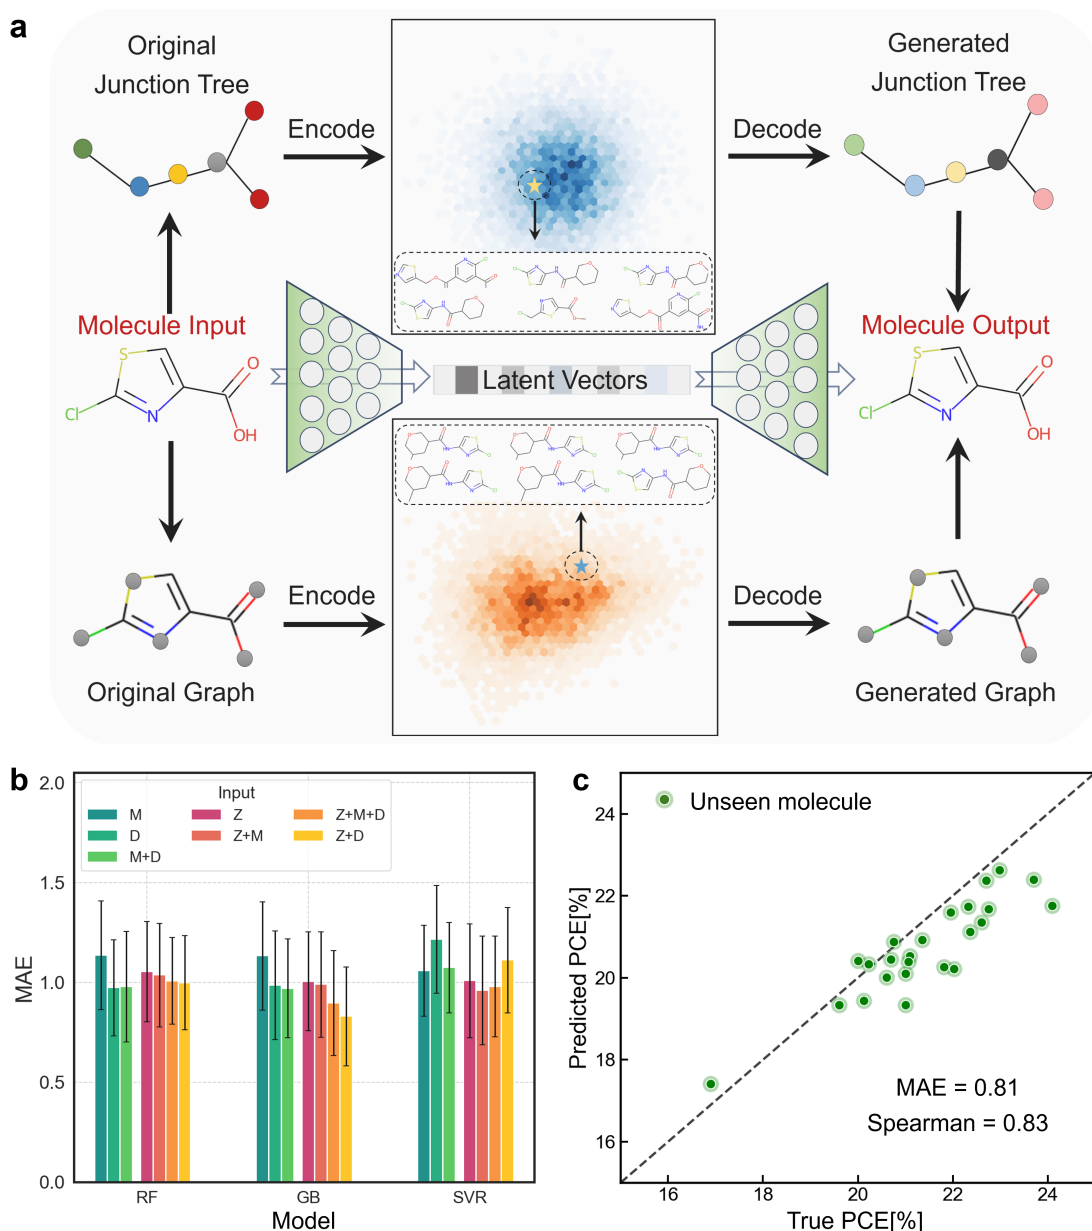 a
Original
Junction Tree
Encode
Decode
Generated
Junction Tree
Molecule Input
Molecule Output
Latent Vectors
S
N
Cl
O
OH
S
N
Cl
O
OH
Encode
Decode
Original Graph
Generated Graph
b
MAE
2.0
1.5
1.0
0.5
0.0
Input
M
D
M+D
Z
Z+M
Z+M+D
Z+D
RF
GB
SVR
Model
c
Predicted PCE[%]
24
22
20
18
16
Unseen molecule
MAE = 0.81
Spearman = 0.83
16
18
20
22
24
True PCE[%]